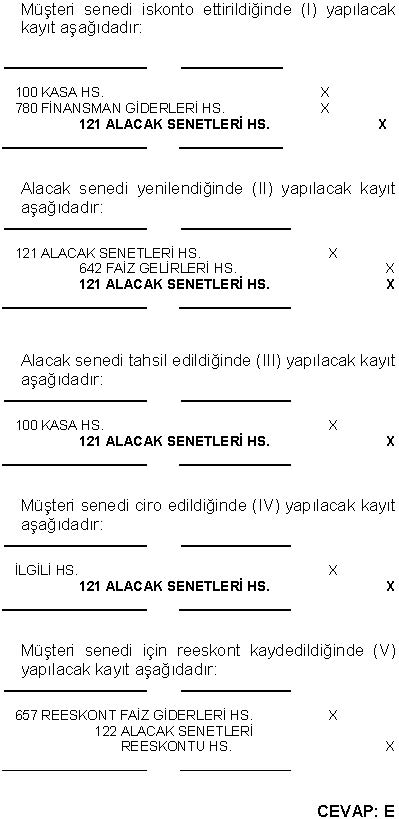 Müşteri senedi iskonto ettirildiğinde (I) yapılacak
kayıt aşağıdadır:
100 KASA HS. X
780 FİNANSMAN GİDERLERİ HS. X
121 ALACAK SENETLERİ HS. X
Alacak senedi yenilendiğinde (II) yapılacak kayıt
aşağıdadır:
121 ALACAK SENETLERİ HS. X
642 FAİZ GELIRLERİ HS. X
121 ALACAK SENETLERİ HS. X
Alacak senedi tahsil edildiğinde (III) yapılacak kayıt
aşağıdadır:
100 KASA HS. X
121 ALACAK SENETLERİ HS. X
Müşteri senedi ciro edildiğinde (IV) yapılacak kayıt
aşağıdadır:
İLGİLİ HS. X
121 ALACAK SENETLERİ HS. X
Müşteri senedi için reeskont kaydedildiğinde (V)
yapılacak kayıt aşağıdadır:
657 REESKONT FAİZ GİDERLERİ HS. X
122 ALACAK SENETLERİ
REESKONTU HS. X
CEVAP: E